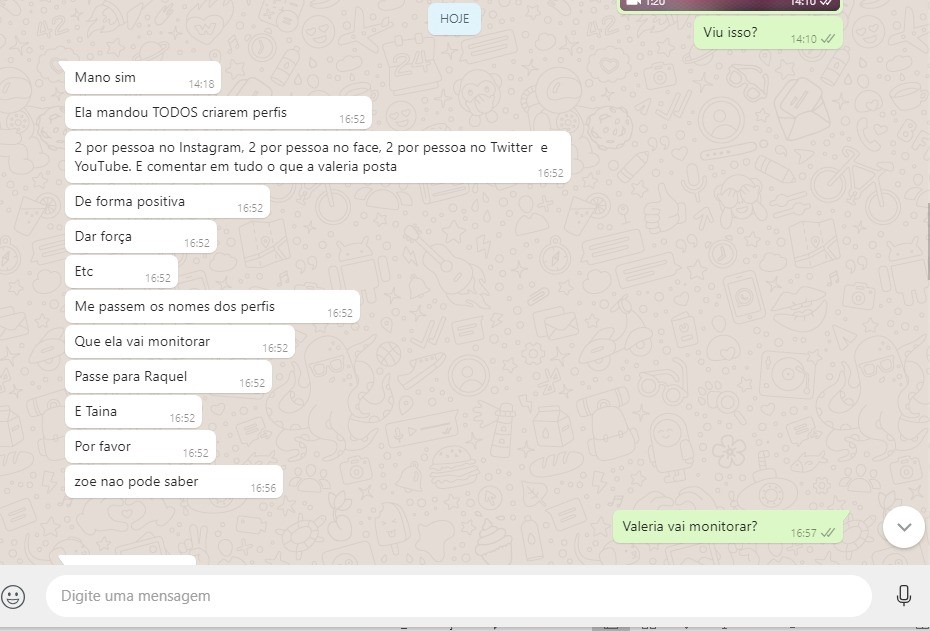 1:20 14:10
HOJE
Viu isso? 14:10
Mano sim 14:18
Ela mandou TODOS criarem perfis 16:52
2 por pessoa no Instagram, 2 por pessoa no face, 2 por pessoa no Twitter e
YouTube. E comentar em tudo o que a valeria posta 16:52
De forma positiva 16:52
Dar força 16:52
Etc 16:52
Me passem os nomes dos perfis 16:52
Que ela vai monitorar 16:52
Passe para Raquel 16:52
E Taina 16:52
Por favor 16:52
zoe nao pode saber 16:56
Valeria vai monitorar? 16:57
Digite uma mensagem